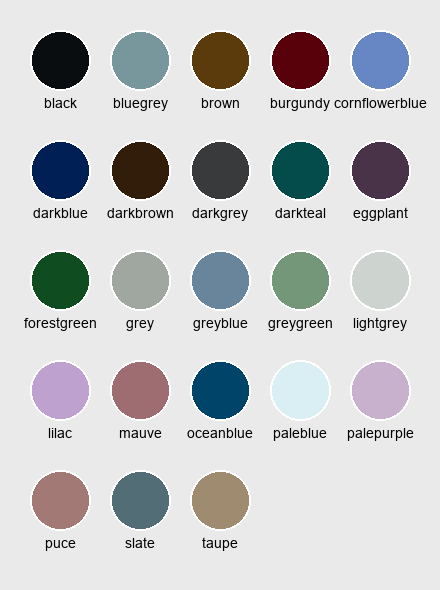 black bluegrey brown burgundy cornflowerblue
darkblue darkbrown darkgrey darkteal eggplant
forestgreen grey greyblue greygreen lightgrey
lilac mauve oceanblue paleblue palepurple
puce slate taupe